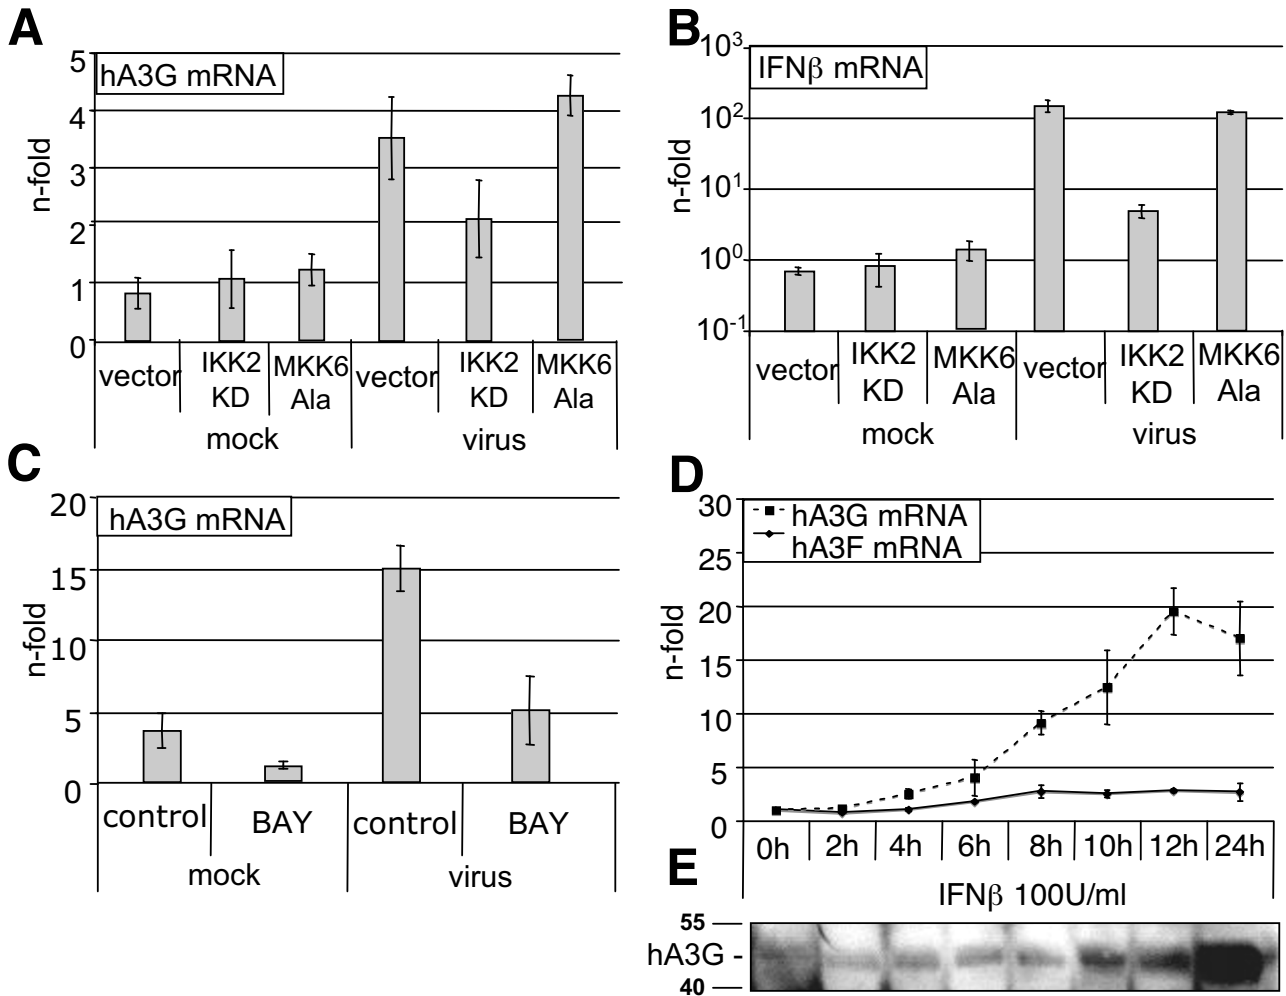 A
hA3G mRNA
n-fold
5
4
3
2
1
0
vector
IKK2
KD
MKK6
Ala
vector
IKK2
KD
MKK6
Ala
mock
virus
B
IFNβ mRNA
n-fold
10³
10²
10¹
10⁰
10⁻¹
vector
IKK2
KD
MKK6
Ala
vector
IKK2
KD
MKK6
Ala
mock
virus
C
hA3G mRNA
n-fold
20
15
10
5
0
control
BAY
control
BAY
mock
virus
D
hA3G mRNA
hA3F mRNA
n-fold
30
25
20
15
10
5
0
0h
2h
4h
6h
8h
10h
12h
24h
IFNβ 100U/ml
E
55
hA3G -
40